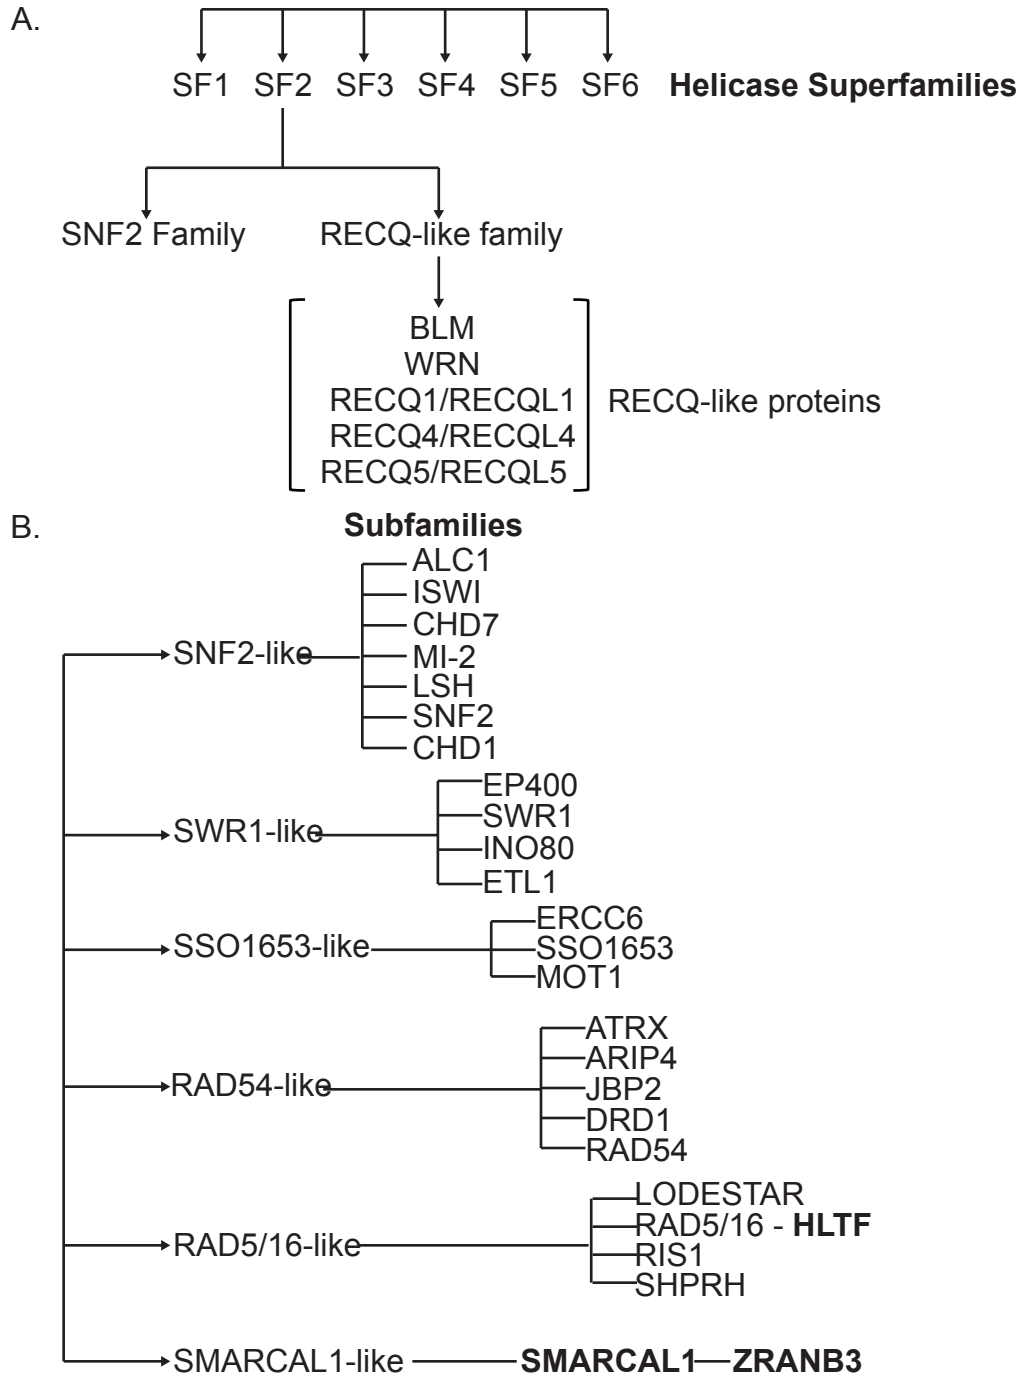 A.
SF1 SF2 SF3 SF4 SF5 SF6 Helicase Superfamilies
SNF2 Family RECQ-like family
BLM
WRN
RECQ1/RECQL1
RECQ4/RECQL4
RECQ5/RECQL5
RECQ-like proteins
B.
Subfamilies
SNF2-like
ALC1
ISWI
CHD7
MI-2
LSH
SNF2
CHD1
SWR1-like
EP400
SWR1
INO80
ETL1
SSO1653-like
ERCC6
SSO1653
MOT1
RAD54-like
ATRX
ARIP4
JBP2
DRD1
RAD54
RAD5/16-like
LODESTAR
RAD5/16 - HLTF
RIS1
SHPRH
SMARCAL1-like SMARCAL1 ZRANB3